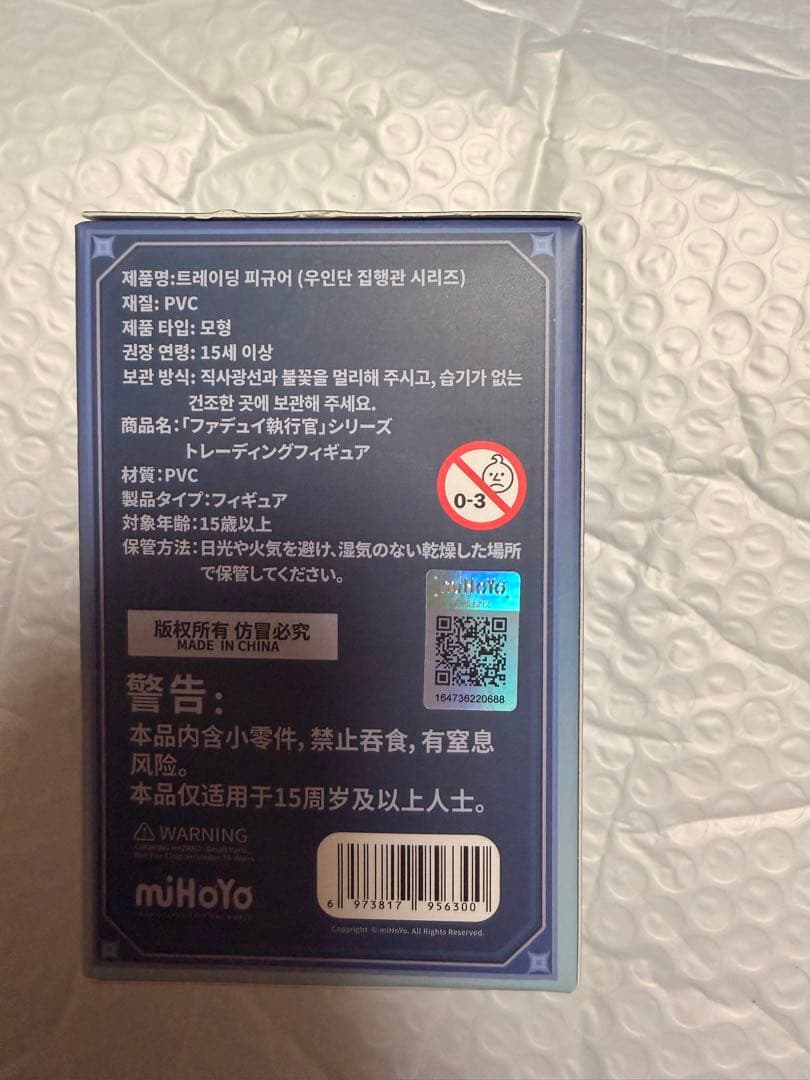 제품명:트레이딩 피규어 (우인단 집행관 시리즈)
재질: PVC
제품 타입: 모형
권장 연령: 15세 이상
보관 방식: 직사광선과 불꽃을 멀리해 주시고, 습기가 없는
건조한 곳에 보관해 주세요.
商品名:「ファデュイ執行官」シリーズ
トレーディングフィギュア
材質:PVC
製品タイプ:フィギュア
対象年齢:15歳以上
保管方法:日光や火気を避け、湿気のない乾燥した場所
で保管してください。
0-3
miHoYo
164736220688
版权所有 仿冒必究
MADE IN CHINA
警告:
本品内含小零件, 禁止吞食, 有窒息
风险。
本品仅适用于15周岁及以上人士。
⚠ WARNING
CHOKING HAZARD - Small Parts
miHoYo
6 973817 956300
Copyright © miHoYo. All Rights Reserved.